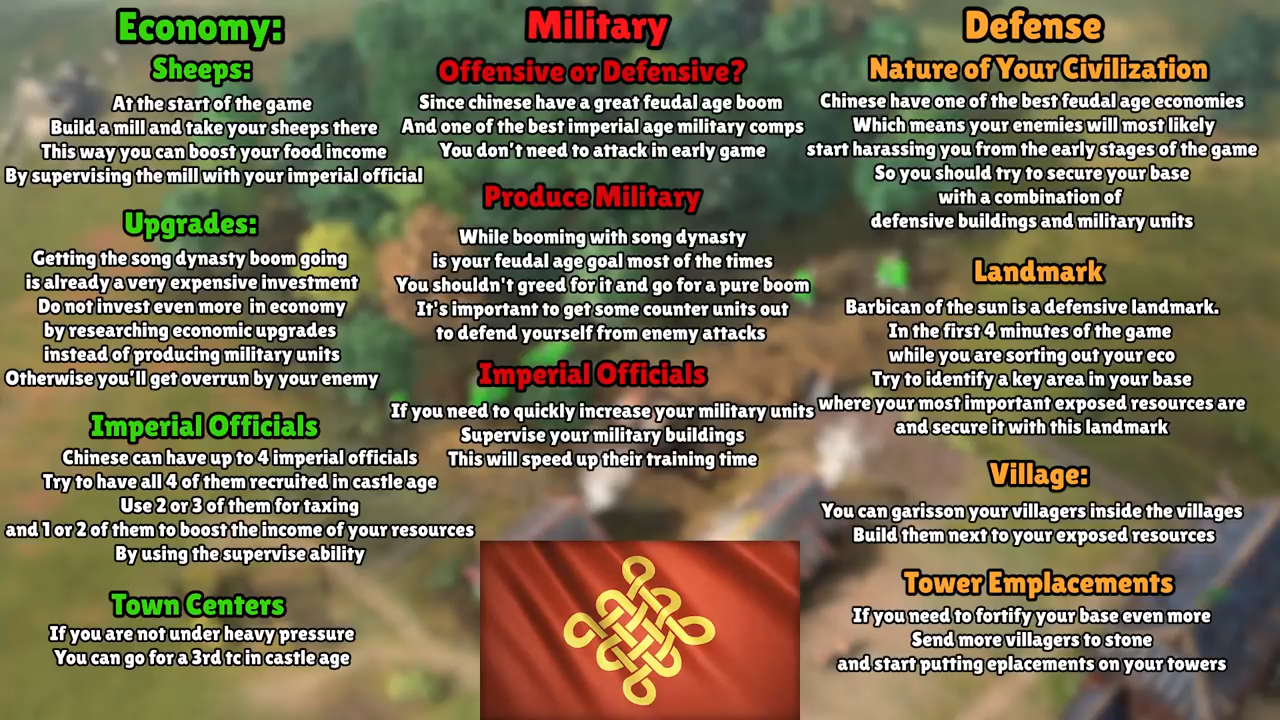 Economy:
Sheeps:
At the start of the game
Build a mill and take your sheeps there
This way you can boost your food income
By supervising the mill with your imperial official
Upgrades:
Getting the song dynasty boom going
is already a very expensive investment
Do not invest even more in economy
by researching economic upgrades
instead of producing military units
Otherwise you'll get overrun by your enemy
Imperial Officials
Chinese can have up to 4 imperial officials
Try to have all 4 of them recruited in castle age
Use 2 or 3 of them for taxing
and 1 or 2 of them to boost the income of your resources
By using the supervise ability
Town Centers
If you are not under heavy pressure
You can go for a 3rd tc in castle age
Military
Offensive or Defensive?
Since chinese have a great feudal age boom
And one of the best imperial age military comps
You don't need to attack in early game
Produce Military
While booming with song dynasty
is your feudal age goal most of the times
You shouldn't greed for it and go for a pure boom
It's important to get some counter units out
to defend yourself from enemy attacks
Imperial Officials
If you need to quickly increase your military units
Supervise your military buildings
This will speed up their training time
Defense
Nature of Your Civilization
Chinese have one of the best feudal age economies
Which means your enemies will most likely
start harassing you from the early stages of the game
So you should try to secure your base
with a combination of
defensive buildings and military units
Landmark
Barbican of the sun is a defensive landmark.
In the first 4 minutes of the game
while you are sorting out your eco
Try to identify a key area in your base
where your most important exposed resources are
and secure it with this landmark
Village:
You can garisson your villagers inside the villages
Build them next to your exposed resources
Tower Emplacements
If you need to fortify your base even more
Send more villagers to stone
and start putting eplacements on your towers